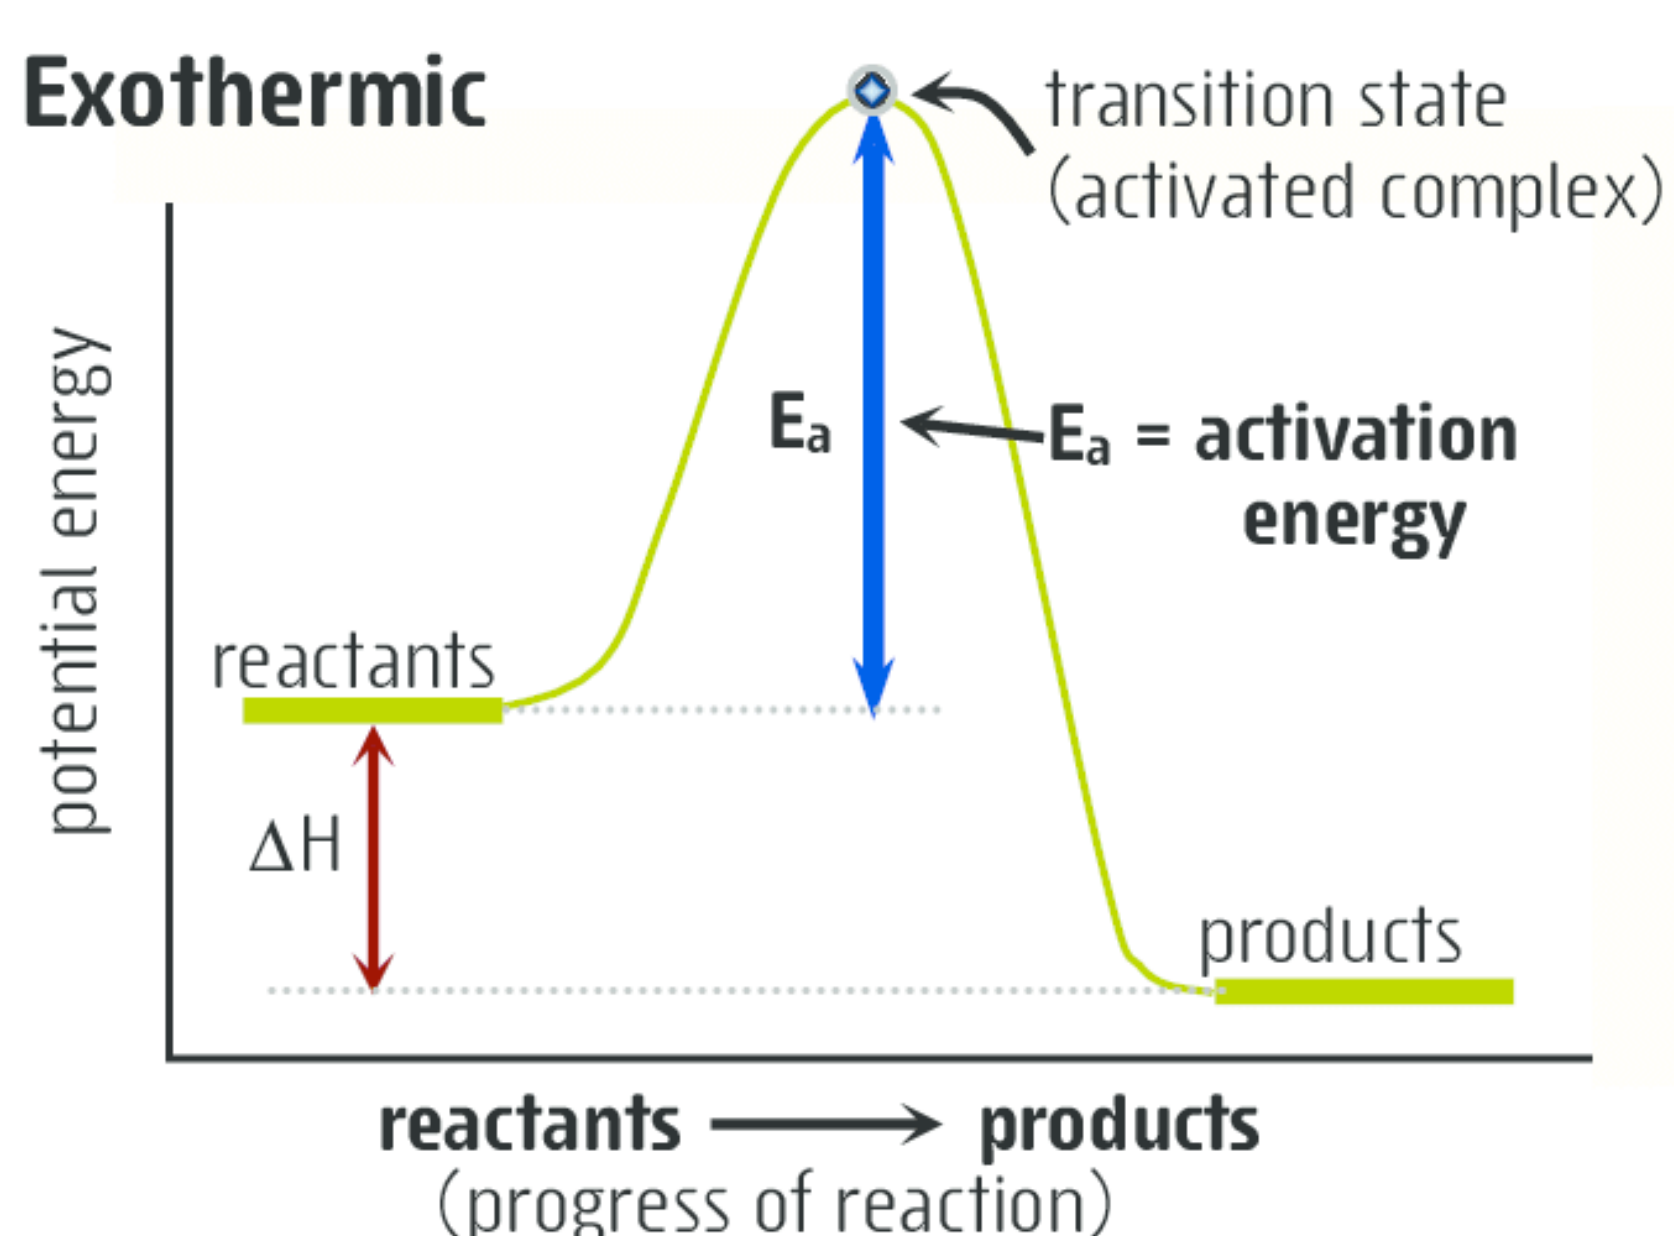 Exothermic
transition state
(activated complex)
potential energy
Eₐ
Eₐ = activation
energy
reactants
ΔH
products
reactants → products
(progress of reaction)